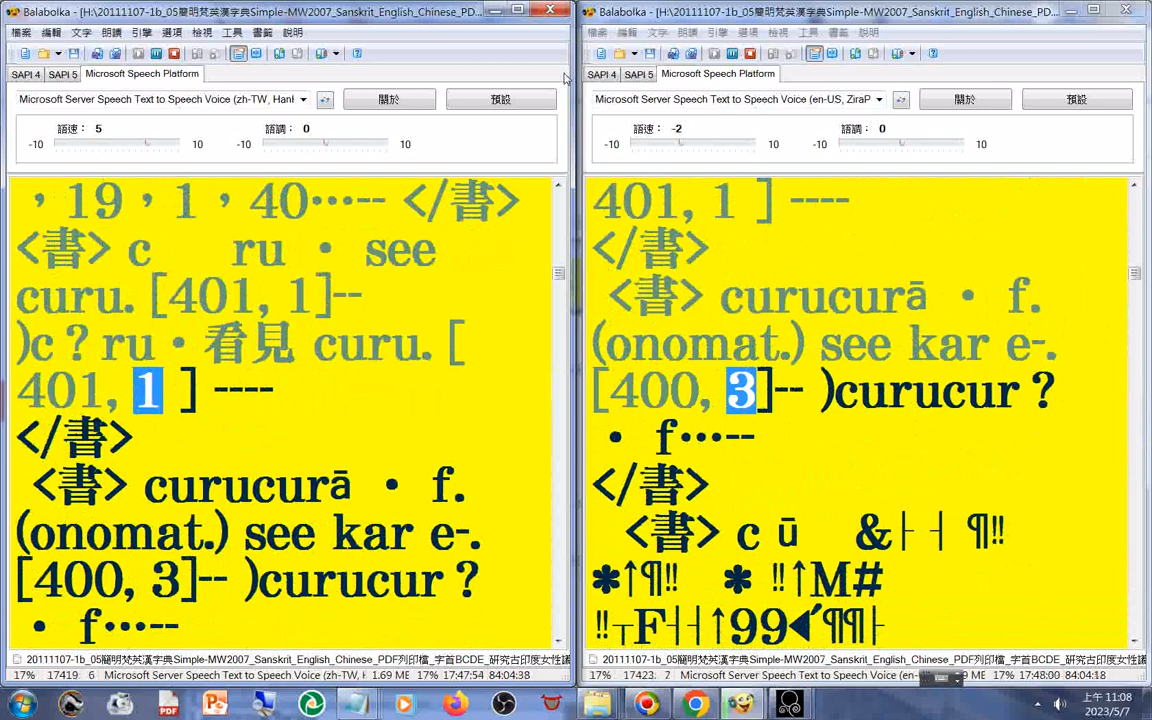 Balabolka - [H:\20111107-1b_05簡明梵英漢字典Simple-MW2007_Sanskrit_English_Chinese_PD...
檔案 編輯 文字 朗讀 引擎 選項 檢視 工具 書籤 說明
SAPI 4 SAPI 5 Microsoft Speech Platform
Microsoft Server Speech Text to Speech Voice (zh-TW, HanH
關於 預設
語速: 5 語調: 0
-10 10 -10 10
,19,1,40…-- </書>
<書> c ru • see
curu. [401, 1]--
)c?ru•看見 curu. [
401, 1 ] ----
</書>
<書> curucurā • f.
(onomat.) see kar e-.
[400, 3]-- )curucur?
• f…--
20111107-1b_05簡明梵英漢字典Simple-MW2007_Sanskrit_English_Chinese_PDF列印檔_字首BCDE_研究古印度女性議
17% 17419: 6 Microsoft Server Speech Text to Speech Voice (zh-TW, H 1.69 ME 17% 17:47:54 84:04:38
Balabolka - [H:\20111107-1b_05簡明梵英漢字典Simple-MW2007_Sanskrit_English_Chinese_PD...
檔案 編輯 文字 朗讀 引擎 選項 檢視 工具 書籤 說明
SAPI 4 SAPI 5 Microsoft Speech Platform
Microsoft Server Speech Text to Speech Voice (en-US, ZiraP
關於 預設
語速: -2 語調: 0
-10 10 -10 10
401, 1 ] ----
</書>
<書> curucurā • f.
(onomat.) see kar e-.
[400, 3]-- )curucur?
• f…--
</書>
<書> c ū &├ ┤ ¶‼
✱↑¶‼ ✱ ‼↑M#
‼┬F┤┤↑99◀´¶¶├
20111107-1b_05簡明梵英漢字典Simple-MW2007_Sanskrit_English_Chinese_PDF列印檔_字首BCDE_研究古印度女性議
17% 17423: 7 Microsoft Server Speech Text to Speech Voice ME 17% 17:48:00 84:04:18
上午 11:08
2023/5/7